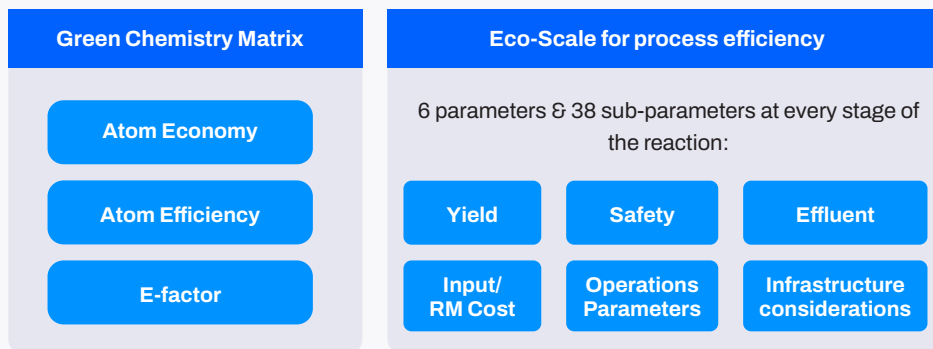 Green Chemistry Matrix
Atom Economy
Atom Efficiency
E-factor
Eco-Scale for process efficiency
6 parameters & 38 sub-parameters at every stage of
the reaction:
Yield
Safety
Effluent
Input/
RM Cost
Operations
Parameters
Infrastructure
considerations